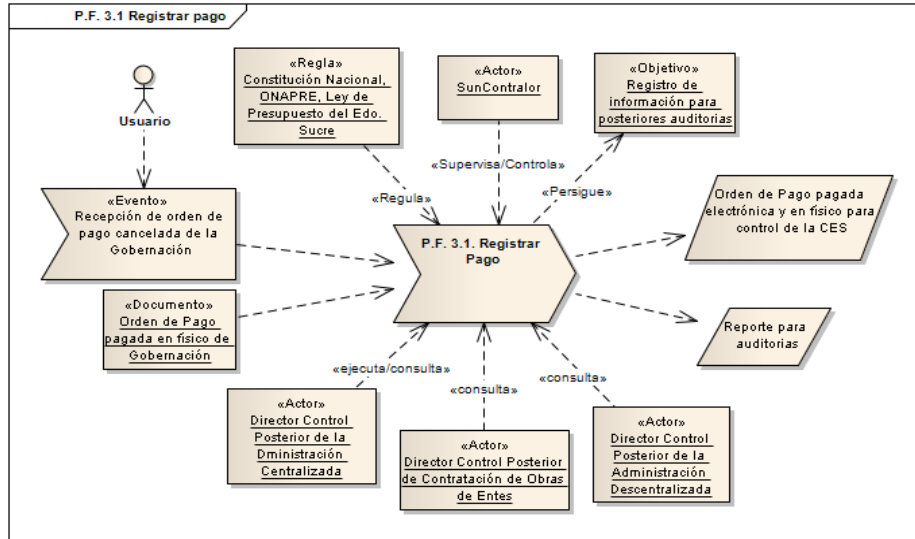 P.F. 3.1 Registrar pago
Usuario
«Regla»
Constitución Nacional,
ONAPRE, Ley de
Presupuesto del Edo.
Sucre
«Actor»
SunContralor
«Objetivo»
Registro de
información para
posteriores auditorias
«Supervisa/Controla»
«Regula»
«Persigue»
«Evento»
Recepción de orden de
pago cancelada de la
Gobernación
P.F. 3.1. Registrar
Pago
Orden de Pago pagada
electrónica y en físico para
control de la CES
«Documento»
Orden de Pago
pagada en físico de
Gobernación
Reporte para
auditorias
«ejecuta/consulta»
«consulta»
«consulta»
«Actor»
Director Control
Posterior de la
Dministración
Centralizada
«Actor»
Director Control Posterior
de Contratación de Obras
de Entes
«Actor»
Director Control
Posterior de la
Administración
Descentralizada